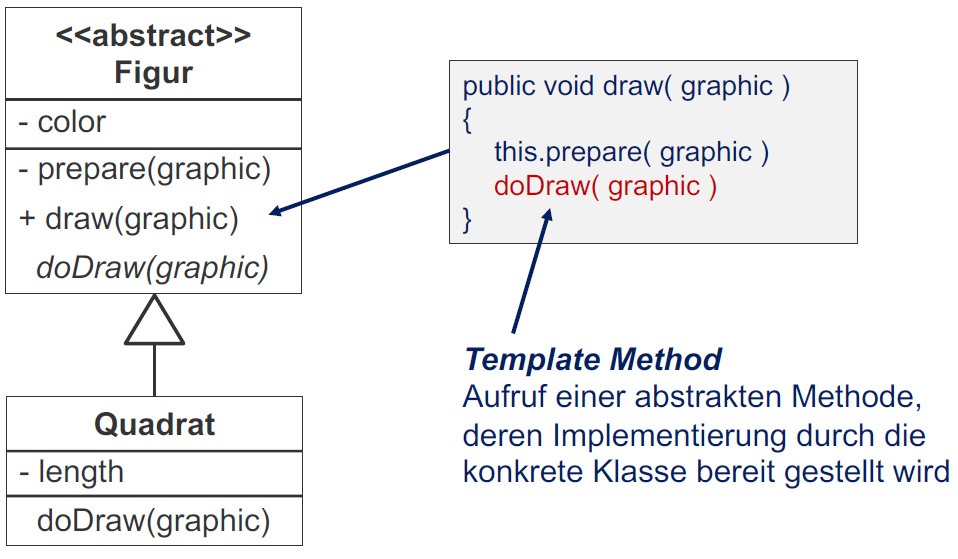 <<abstract>>
Figur
- color
- prepare(graphic)
+ draw(graphic)
doDraw(graphic)
public void draw( graphic )
{
this.prepare( graphic )
doDraw( graphic )
}
Template Method
Aufruf einer abstrakten Methode,
deren Implementierung durch die
konkrete Klasse bereit gestellt wird
Quadrat
- length
doDraw(graphic)